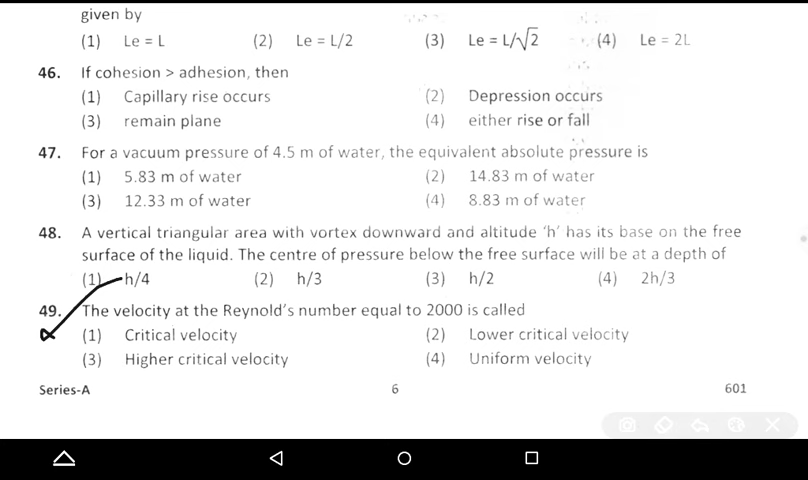 given by
(1) Le = L (2) Le = L/2 (3) Le = L/√2 (4) Le = 2L
46. If cohesion > adhesion, then
(1) Capillary rise occurs (2) Depression occurs
(3) remain plane (4) either rise or fall
47. For a vacuum pressure of 4.5 m of water, the equivalent absolute pressure is
(1) 5.83 m of water (2) 14.83 m of water
(3) 12.33 m of water (4) 8.83 m of water
48. A vertical triangular area with vortex downward and altitude 'h' has its base on the free
surface of the liquid. The centre of pressure below the free surface will be at a depth of
(1) h/4 (2) h/3 (3) h/2 (4) 2h/3
49. The velocity at the Reynold's number equal to 2000 is called
(1) Critical velocity (2) Lower critical velocity
(3) Higher critical velocity (4) Uniform velocity
Series-A 6 601